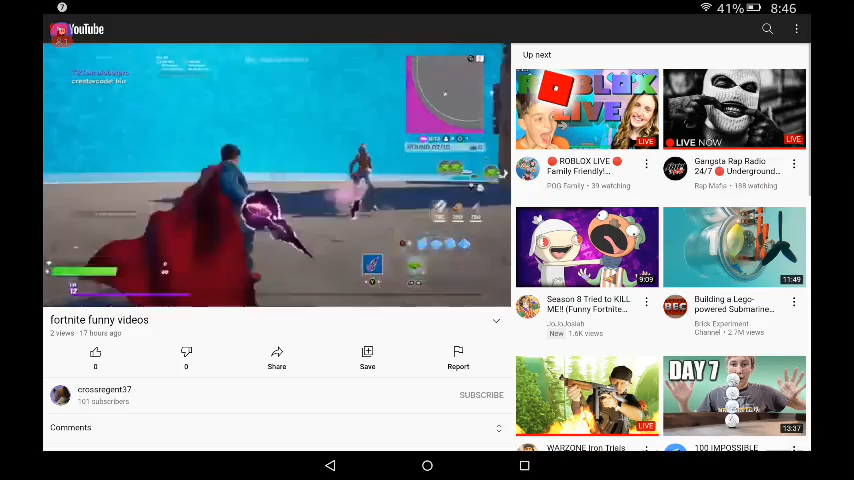 41% 8:46
YouTube
creatorcode: bia
Up next
ROBLOX
LIVE
LIVE
LIVE NOW
LIVE
ROBLOX LIVE
Family Friendly!...
POG Family • 39 watching
Gangsta Rap Radio
24/7 Underground...
Rap Mafia • 188 watching
9:09
11:49
Season 8 Tried to KILL
ME!! (Funny Fortnite...
JoJoJosiah
New 1.6K views
BEC
Building a Lego-
powered Submarine...
Brick Experiment
Channel • 2.7M views
LIVE
DAY 7
13:37
WARZONE Iron Trials
100 IMPOSSIBLE
fortnite funny videos
2 views · 17 hours ago
0
0
Share
Save
Report
crossregent37
101 subscribers
SUBSCRIBE
Comments